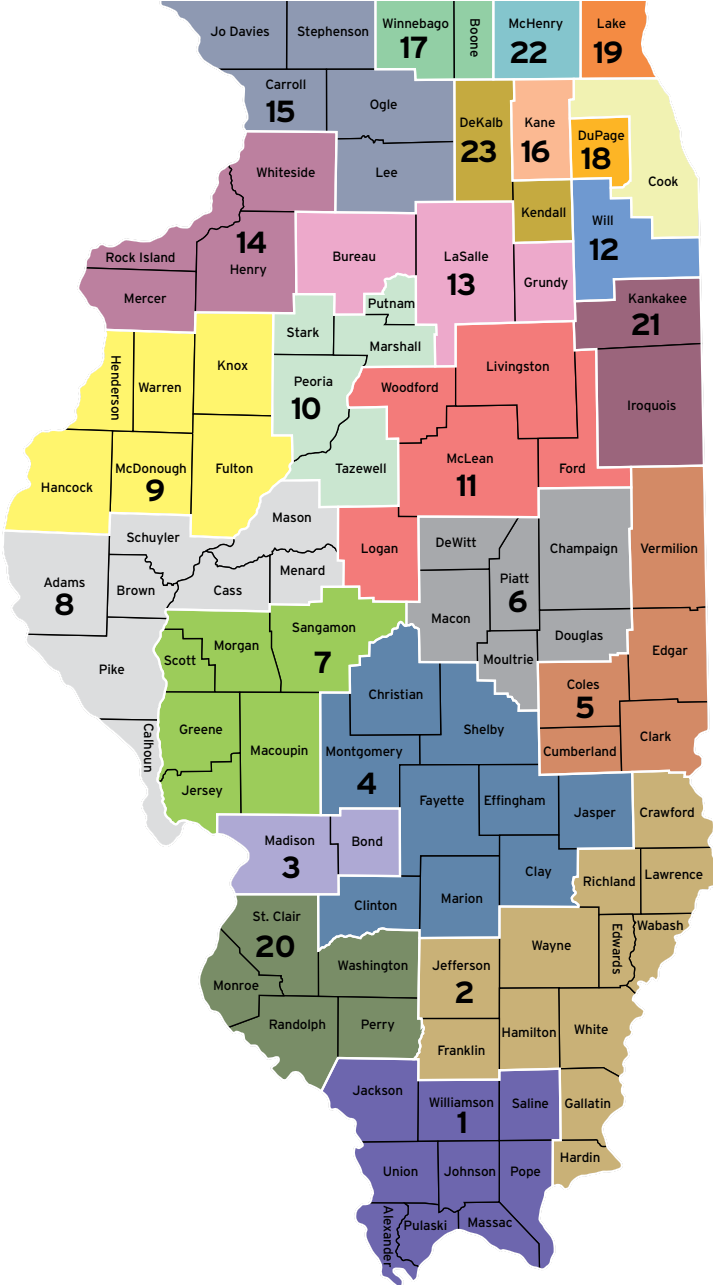 Jo Davies
Stephenson
Winnebago
17
Boone
McHenry
22
Lake
19
Carroll
15
Ogle
DeKalb
23
Kane
16
DuPage
18
Cook
Whiteside
Lee
Kendall
Will
12
Rock Island
14
Henry
Mercer
Bureau
LaSalle
13
Grundy
Putnam
Kankakee
21
Stark
Marshall
Henderson
Warren
Knox
Peoria
10
Woodford
Livingston
Iroquois
Hancock
McDonough
9
Fulton
Tazewell
McLean
11
Ford
Mason
Schuyler
Logan
DeWitt
Champaign
Vermilion
Adams
8
Brown
Cass
Menard
Piatt
6
Macon
Douglas
Moultrie
Pike
Scott
Morgan
Sangamon
7
Edgar
Coles
5
Christian
Shelby
Clark
Cumberland
Calhoun
Greene
Macoupin
Montgomery
4
Jersey
Fayette
Effingham
Jasper
Crawford
Madison
3
Bond
Clay
Richland
Lawrence
Clinton
Marion
St. Clair
20
Wabash
Edwards
Wayne
Washington
Jefferson
2
Monroe
Randolph
Perry
Hamilton
White
Franklin
Jackson
Williamson
1
Saline
Gallatin
Hardin
Union
Johnson
Pope
Alexander
Pulaski
Massac